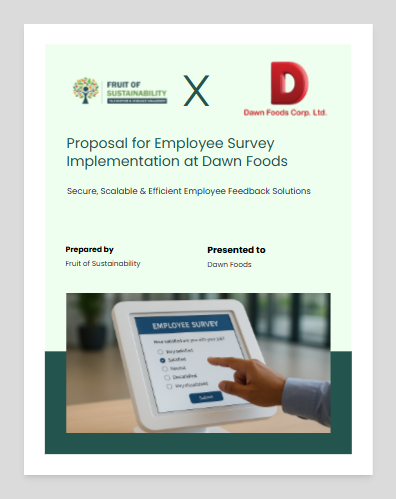 FRUIT OF
SUSTAINABILITY
X
D
Dawn Foods Corp. Ltd.
Proposal for Employee Survey
Implementation at Dawn Foods
Secure, Scalable & Efficient Employee Feedback Solutions
Prepared by
Presented to
Fruit of Sustainability
Dawn Foods
EMPLOYEE SURVEY
How satisfied are you with your job?
Very satisfied
Satisfied
Neutral
Dissatisfied
Very dissatisfied
Submit